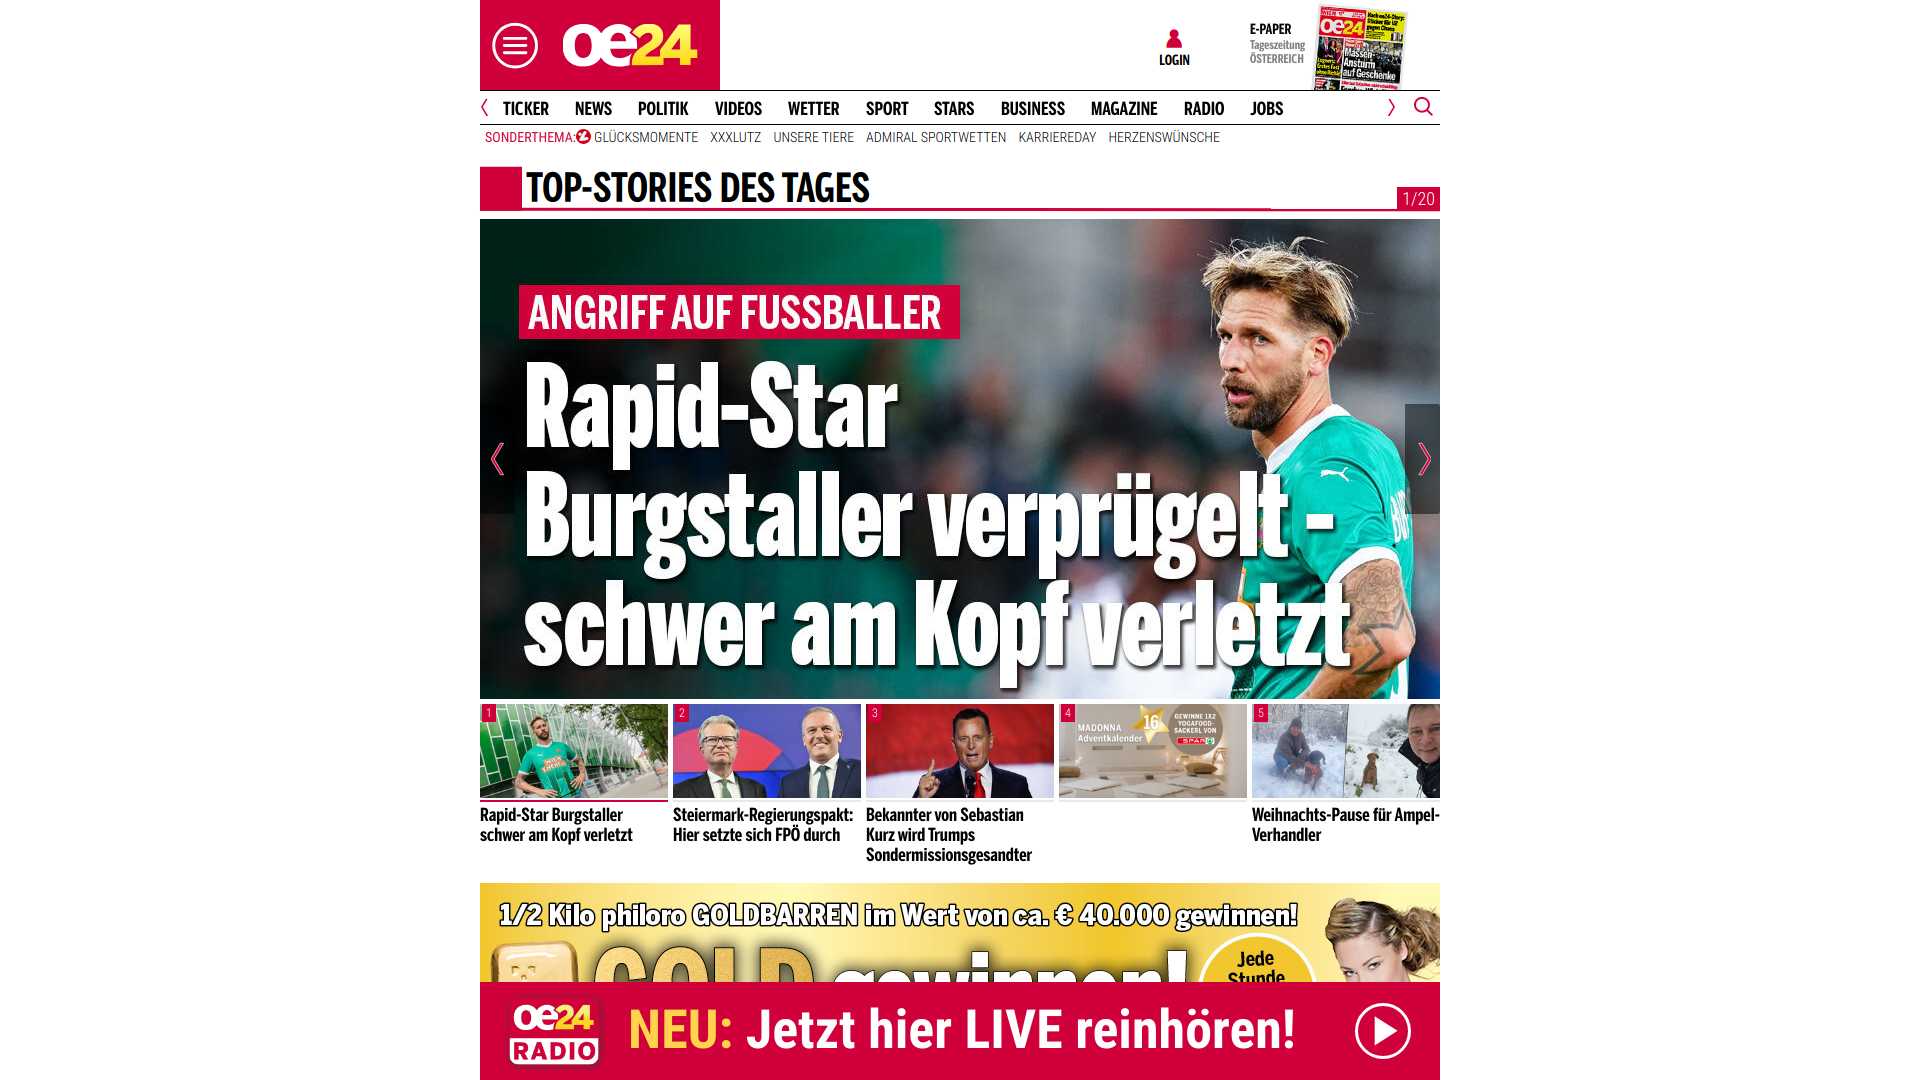 oe24
LOGIN
E-PAPER
Tageszeitung
ÖSTERREICH
oe24
Massen-
Ansturm
auf Geschenke
TICKER NEWS POLITIK VIDEOS WETTER SPORT STARS BUSINESS MAGAZINE RADIO JOBS
SONDERTHEMA: GLÜCKSMOMENTE XXXLUTZ UNSERE TIERE ADMIRAL SPORTWETTEN KARRIEREDAY HERZENSWÜNSCHE
TOP-STORIES DES TAGES
1/20
ANGRIFF AUF FUSSBALLER
Rapid-Star
Burgstaller verprügelt -
schwer am Kopf verletzt
1
2
3
4
5
MADONNA
Adventkalender
16
GEWINNE 1X2
YOGAFOOD-
SACKERL VON
SPAR
Rapid-Star Burgstaller
schwer am Kopf verletzt
Steiermark-Regierungspakt:
Hier setzte sich FPÖ durch
Bekannter von Sebastian
Kurz wird Trumps
Sondermissionsgesandter
Weihnachts-Pause für Ampel-
Verhandler
1/2 Kilo philoro GOLDBARREN im Wert von ca. € 40.000 gewinnen!
GOLD gewinnen!
Jede
Stunde
oe24
RADIO
NEU: Jetzt hier LIVE reinhören!